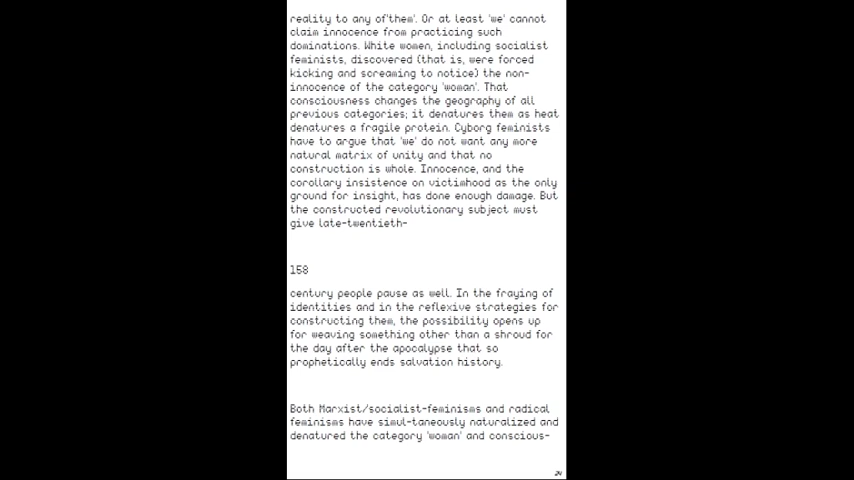 reality to any of'them'. Or at least 'we' cannot
claim innocence from practicing such
dominations. White women, including socialist
feminists, discovered (that is, were forced
kicking and screaming to notice) the non-
innocence of the category 'woman'. That
consciousness changes the geography of all
previous categories; it denatures them as heat
denatures a fragile protein. Cyborg feminists
have to argue that 'we' do not want any more
natural matrix of unity and that no
construction is whole. Innocence, and the
corollary insistence on victimhood as the only
ground for insight, has done enough damage. But
the constructed revolutionary subject must
give late-twentieth-
158
century people pause as well. In the fraying of
identities and in the reflexive strategies for
constructing them, the possibility opens up
for weaving something other than a shroud for
the day after the apocalypse that so
prophetically ends salvation history.
Both Marxist/socialist-feminisms and radical
feminisms have simul-taneously naturalized and
denatured the category 'woman' and conscious-